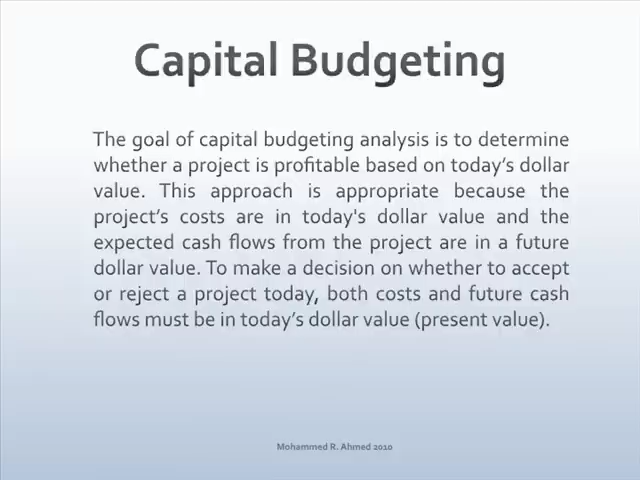 Capital Budgeting
The goal of capital budgeting analysis is to determine
whether a project is profitable based on today’s dollar
value. This approach is appropriate because the
project’s costs are in today's dollar value and the
expected cash flows from the project are in a future
dollar value. To make a decision on whether to accept
or reject a project today, both costs and future cash
flows must be in today’s dollar value (present value).
Mohammed R. Ahmed 2010